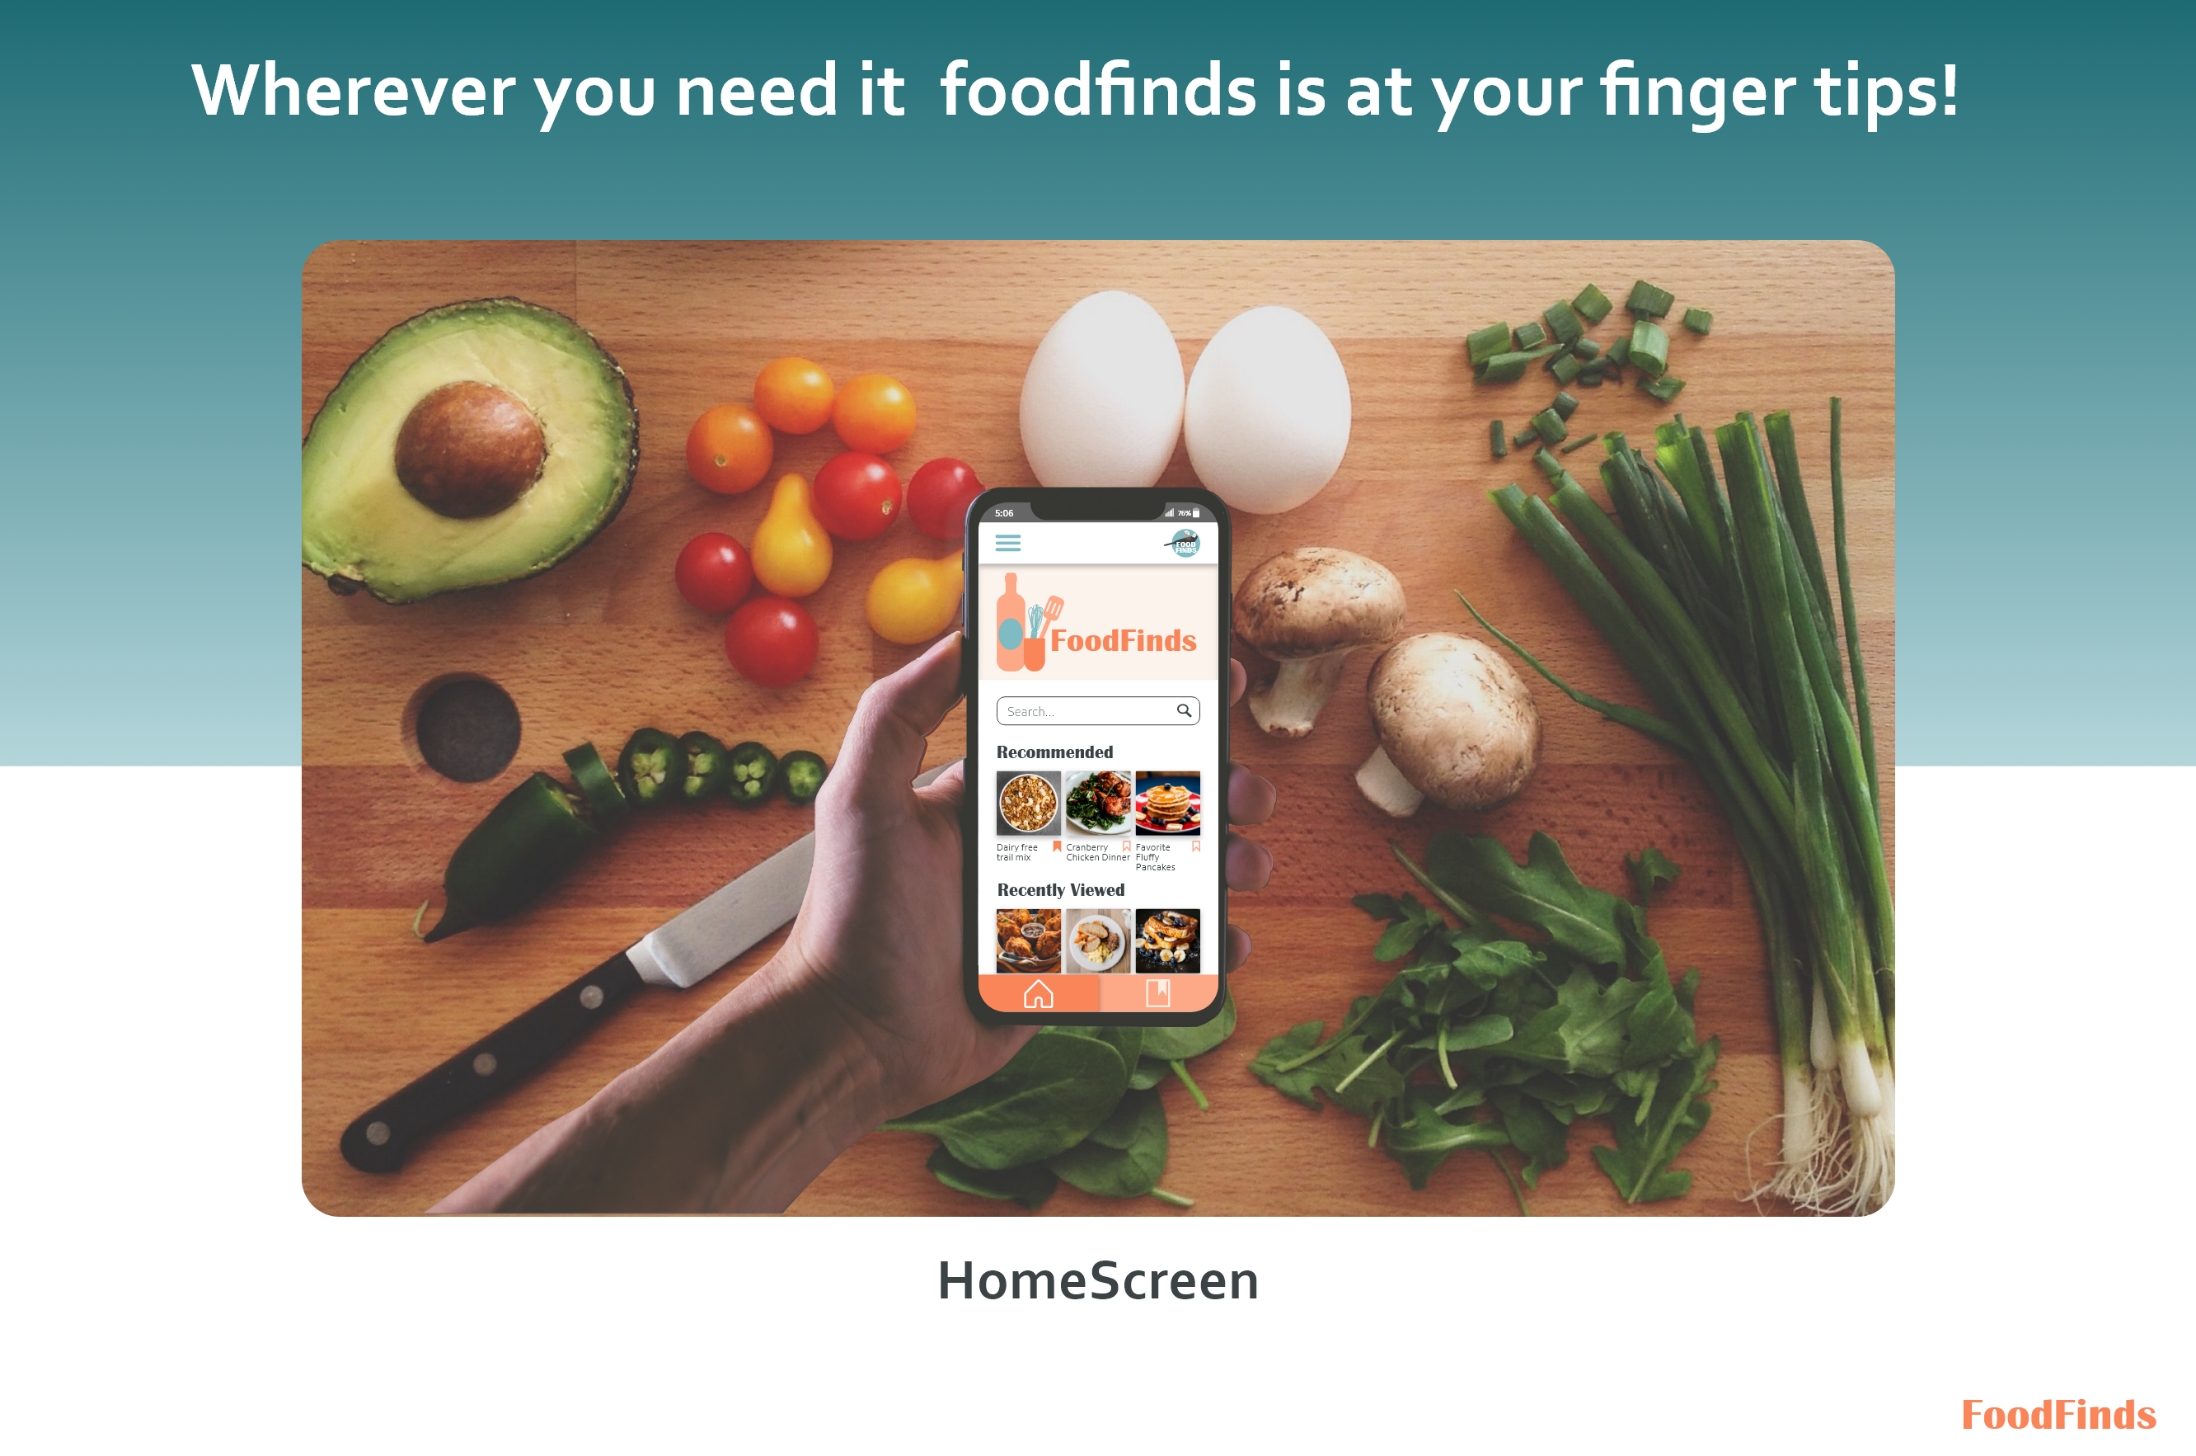 Wherever you need it  foodfinds is at your finger tips!
5:06
76%
FOOD
FINDS
FoodFinds
Search...
Recommended
Dairy free
trail mix
Cranberry
Chicken Dinner
Favorite
Fluffy
Pancakes
Recently Viewed
HomeScreen
FoodFinds